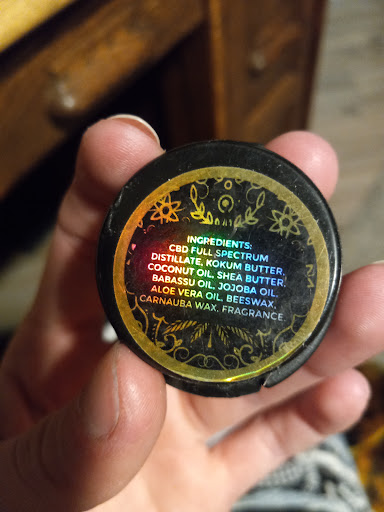 INGREDIENTS:
CBD FULL SPECTRUM
DISTILLATE, KOKUM BUTTER,
COCONUT OIL, SHEA BUTTER,
BABASSU OIL, JOJOBA OIL,
ALOE VERA OIL, BEESWAX,
CARNAUBA WAX, FRAGRANCE.